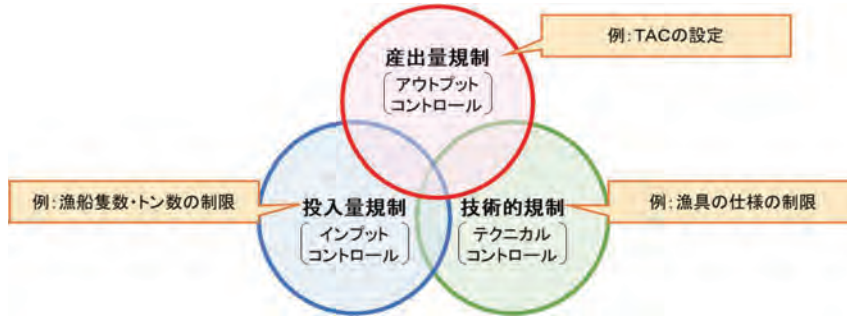 例：TACの設定
産出量規制
アウトプット
コントロール
例：漁船隻数・トン数の制限
投入量規制
インプット
コントロール
技術的規制
テクニカル
コントロール
例：漁具の仕様の制限